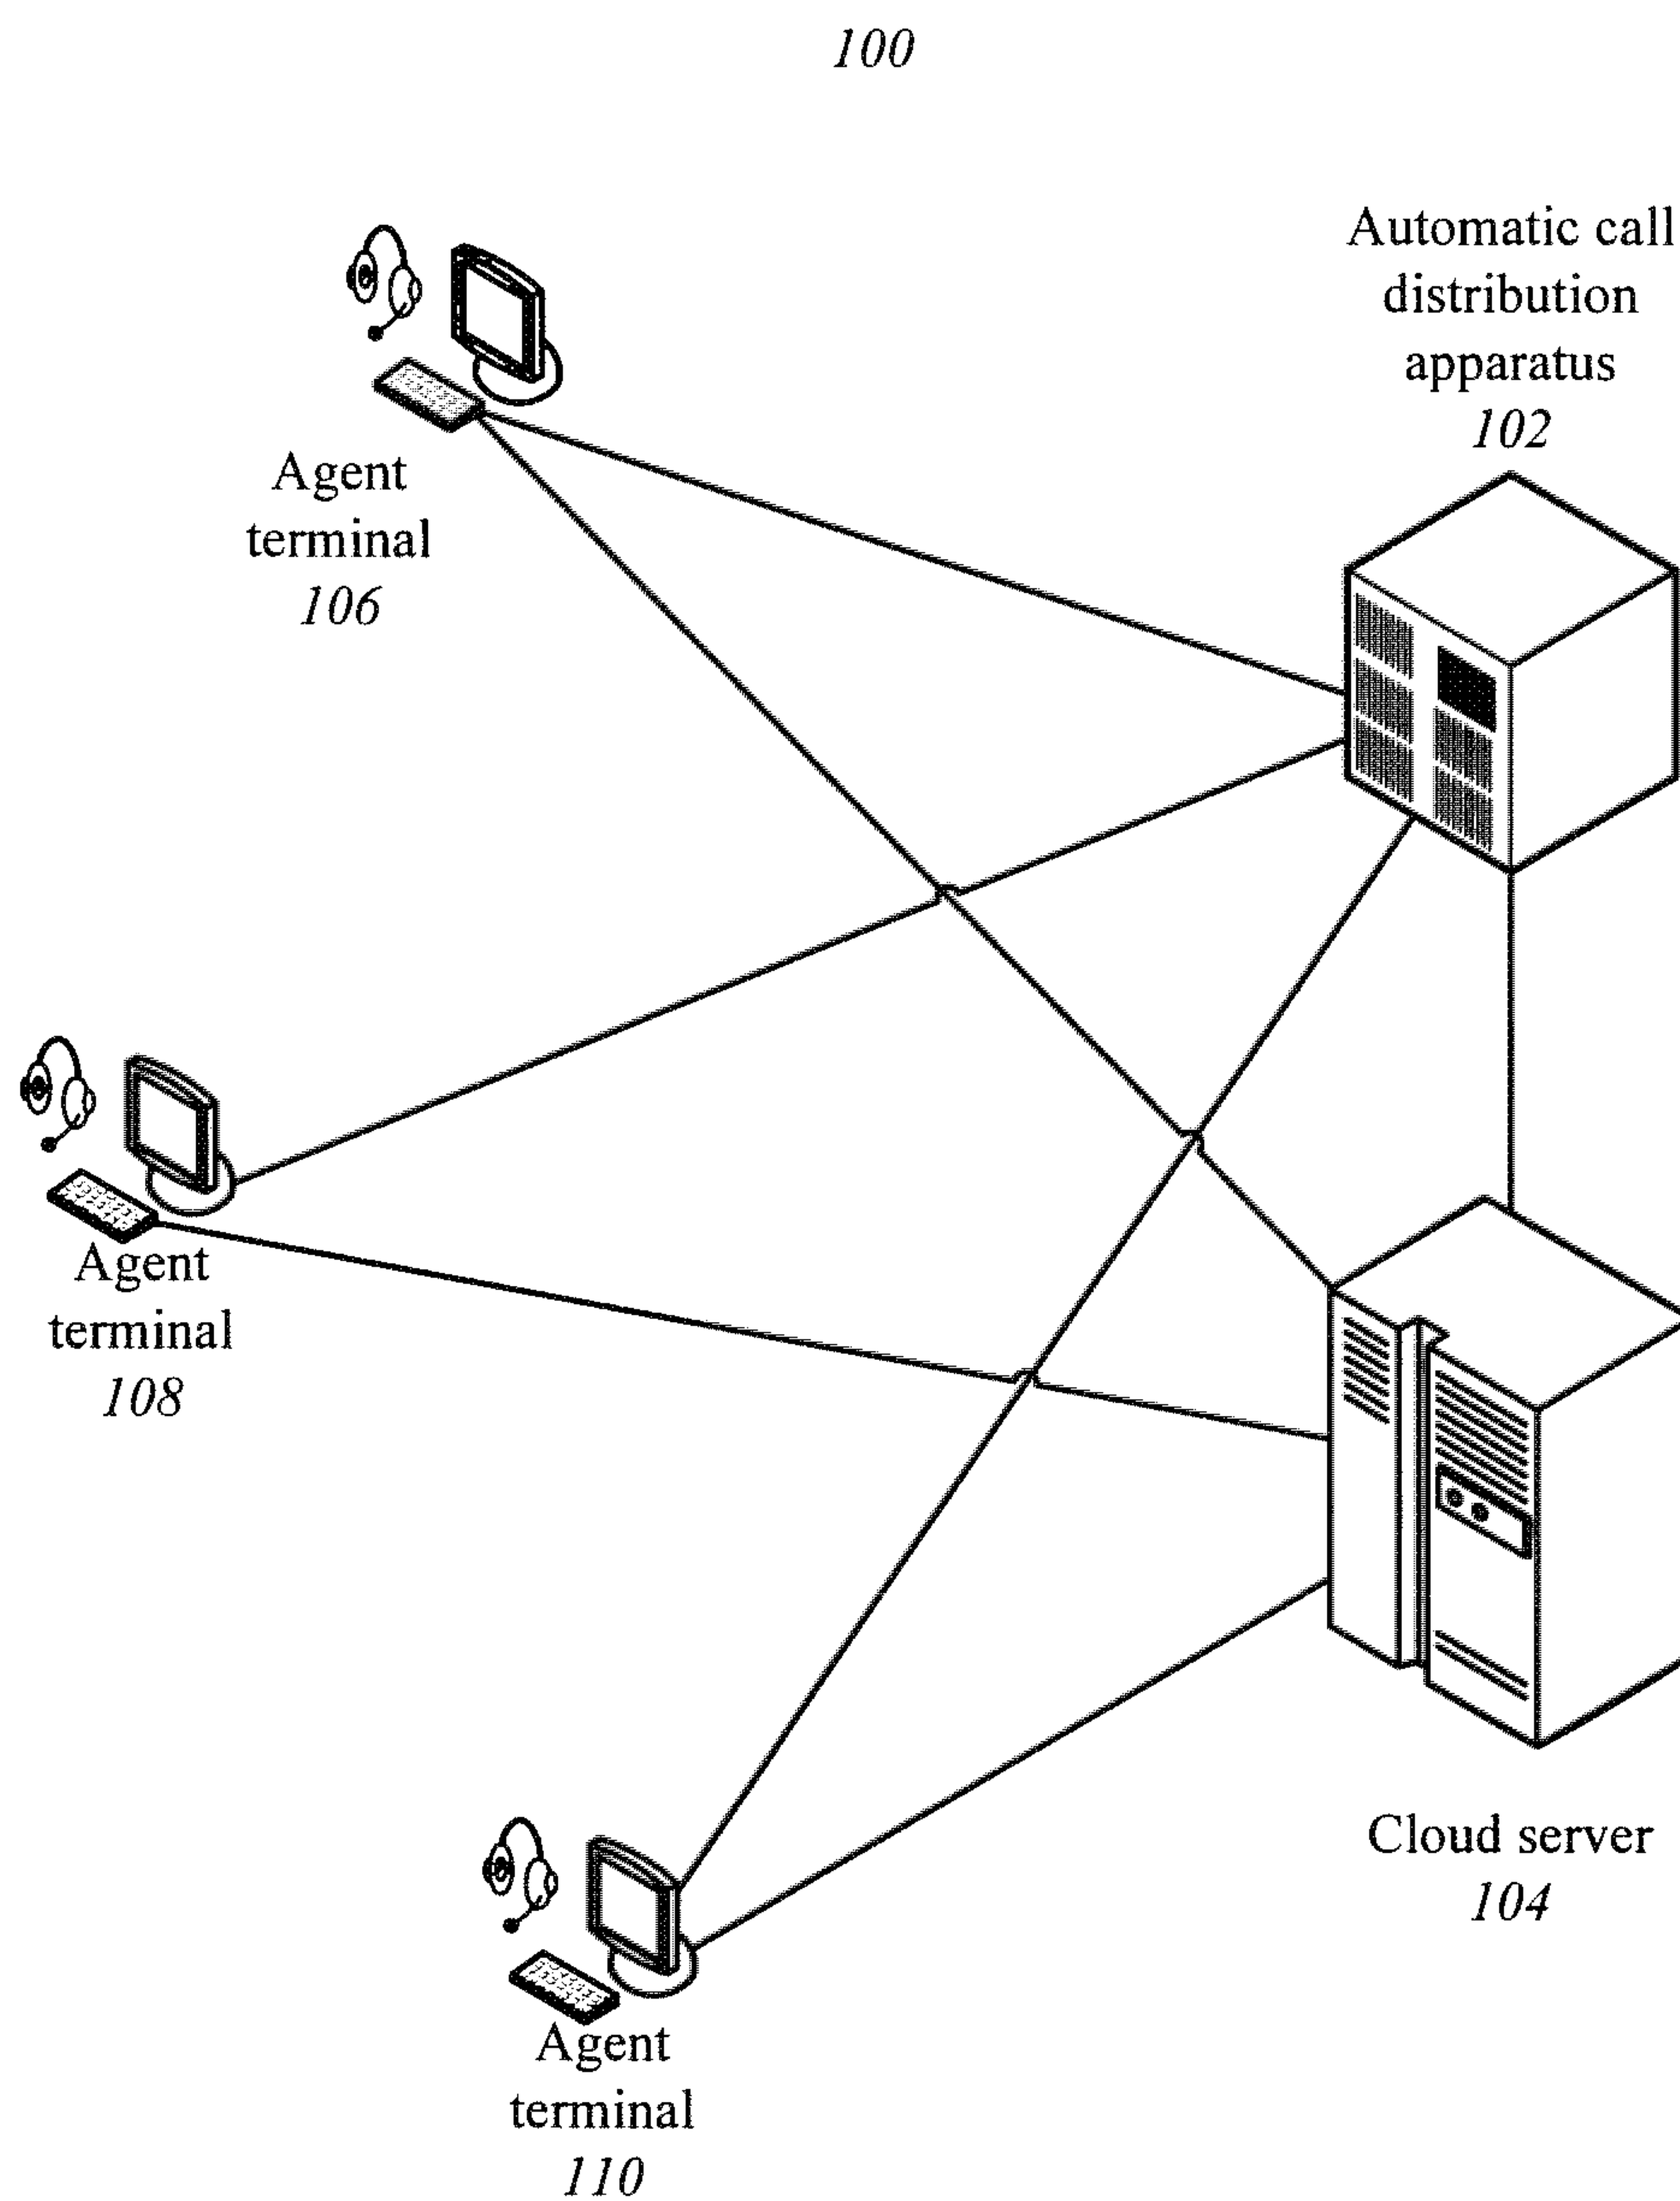 100
Automatic call
distribution
apparatus
102
Agent
terminal
106
Agent
terminal
108
Cloud server
104
Agent
terminal
110